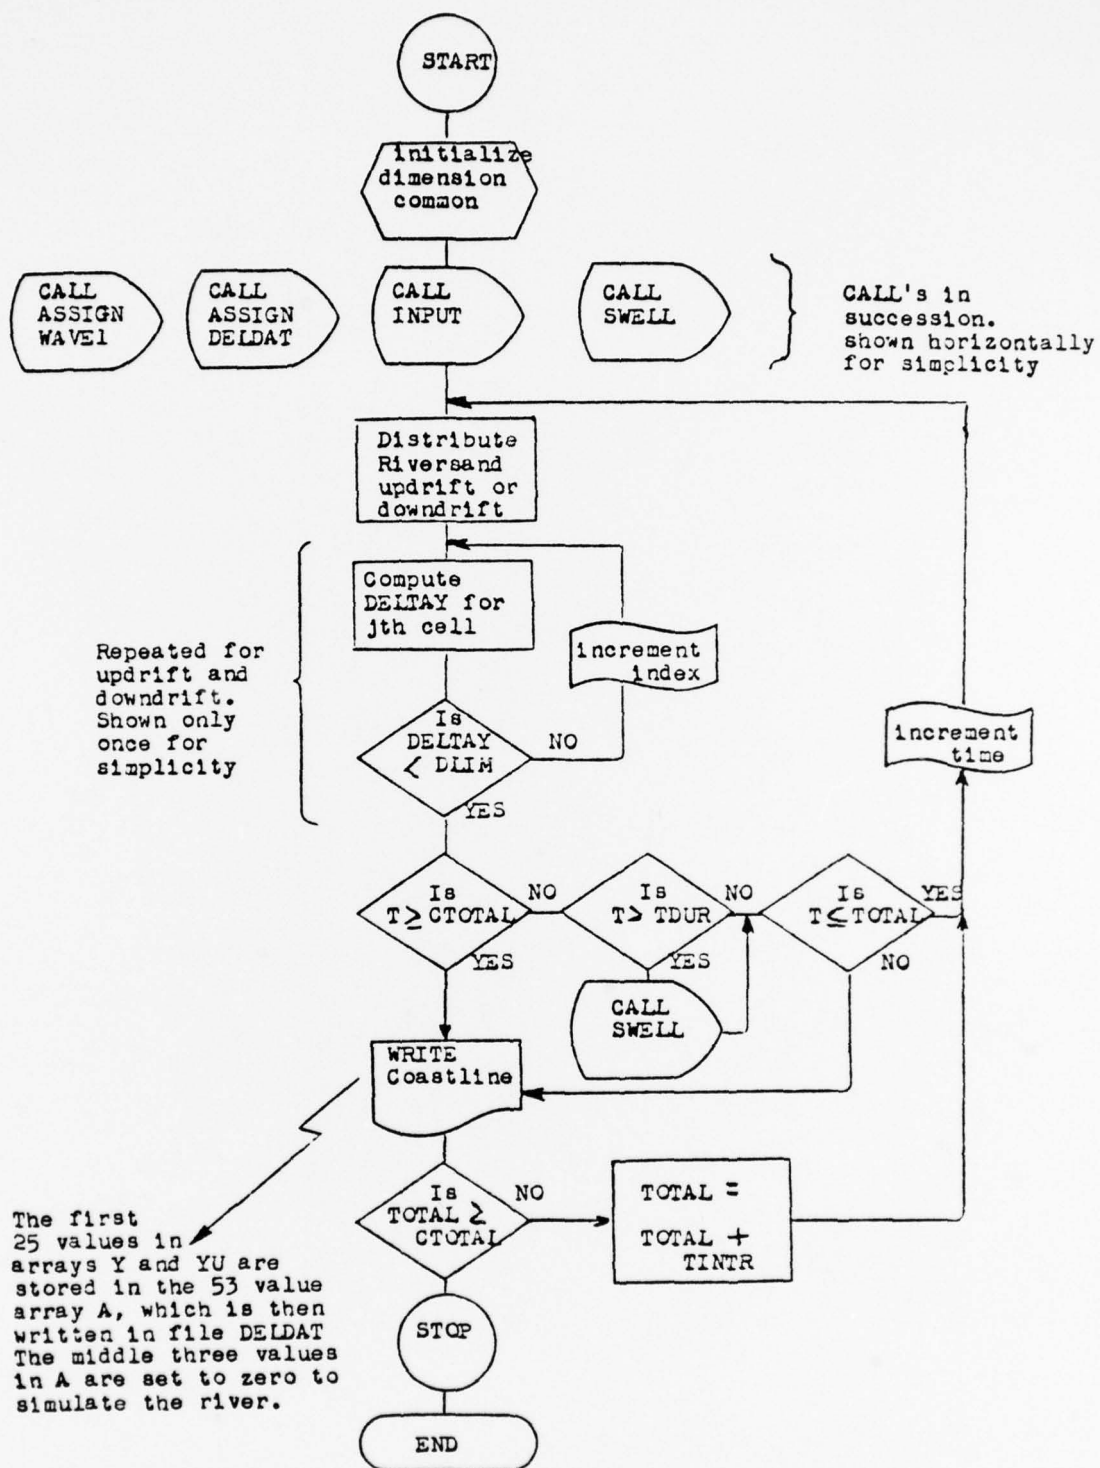 START
initialize
dimension
common
CALL
ASSIGN
WAVE1
CALL
ASSIGN
DELDAT
CALL
INPUT
CALL
SWELL
CALL's in
succession.
shown horizontally
for simplicity
Distribute
Riversand
updrift or
downdrift
Compute
DELTAY for
jth cell
increment
index
Repeated for
updrift and
downdrift.
Shown only
once for
simplicity
Is
DELTAY
< DLIM
NO
YES
increment
time
Is
T≥ CTOTAL
NO
YES
Is
T> TDUR
NO
YES
Is
T≤TOTAL
YES
NO
CALL
SWELL
WRITE
Coastline
Is
TOTAL ≥
CTOTAL
NO
TOTAL =
TOTAL +
TINTR
The first
25 values in
arrays Y and YU are
stored in the 53 value
array A, which is then
written in file DELDAT
The middle three values
in A are set to zero to
simulate the river.
STOP
END